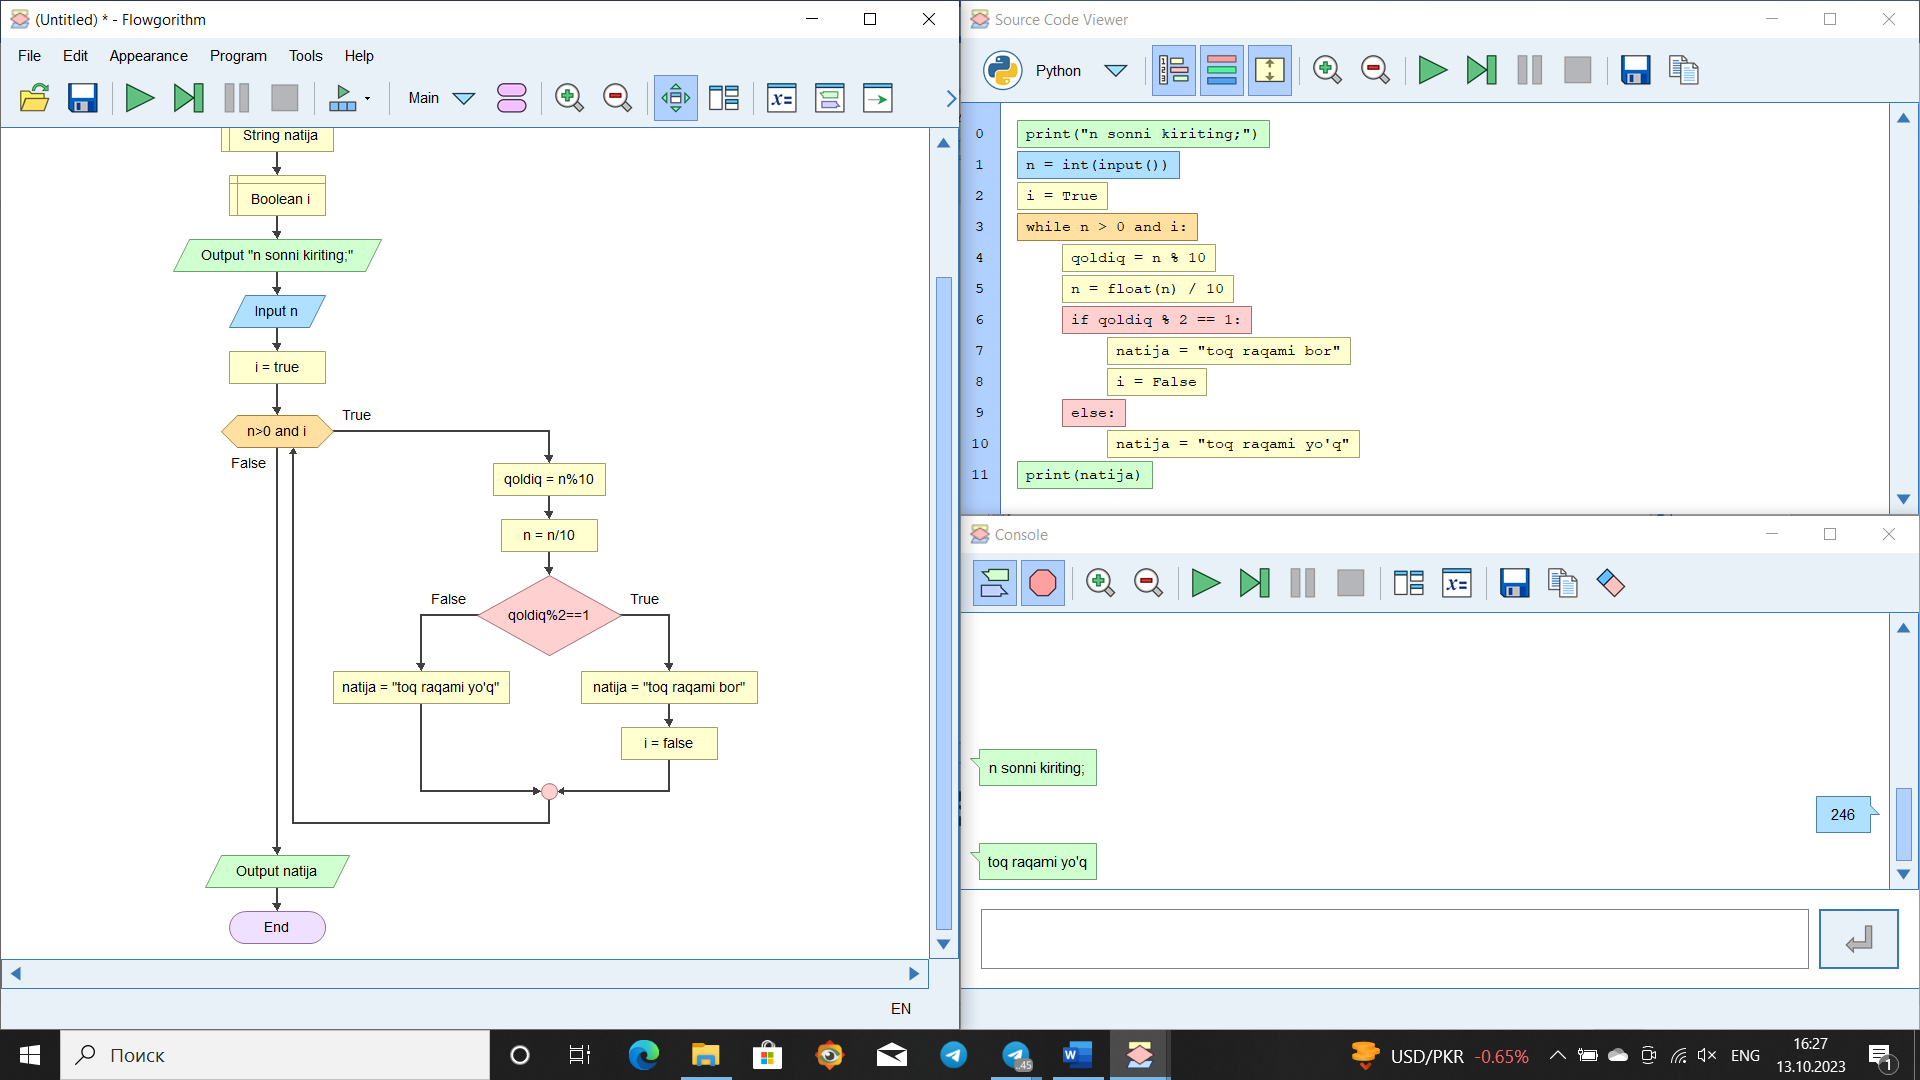 (Untitled) * - Flowgorithm
File Edit Appearance Program Tools Help
Main
String natija
Boolean i
Output "n sonni kiriting;"
Input n
i = true
n>0 and i
True
False
qoldiq = n%10
n = n/10
False
True
qoldiq%2==1
natija = "toq raqami yo'q"
natija = "toq raqami bor"
i = false
Output natija
End
EN
Source Code Viewer
Python
0 print("n sonni kiriting;")
1 n = int(input())
2 i = True
3 while n > 0 and i:
4 qoldiq = n % 10
5 n = float(n) / 10
6 if qoldiq % 2 == 1:
7 natija = "toq raqami bor"
8 i = False
9 else:
10 natija = "toq raqami yo'q"
11 print(natija)
Console
n sonni kiriting;
246
toq raqami yo'q
Поиск
.45
USD/PKR -0.65%
ENG
16:27
13.10.2023
1